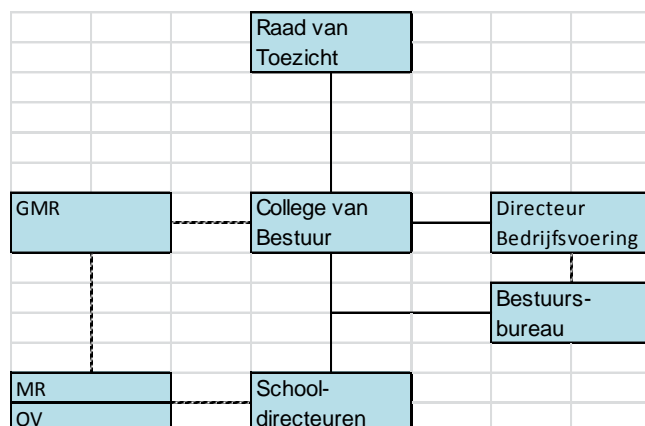 Raad van
Toezicht
GMR
College van
Bestuur
Directeur
Bedrijfsvoering
Bestuurs-
bureau
MR
OV
School-
directeuren